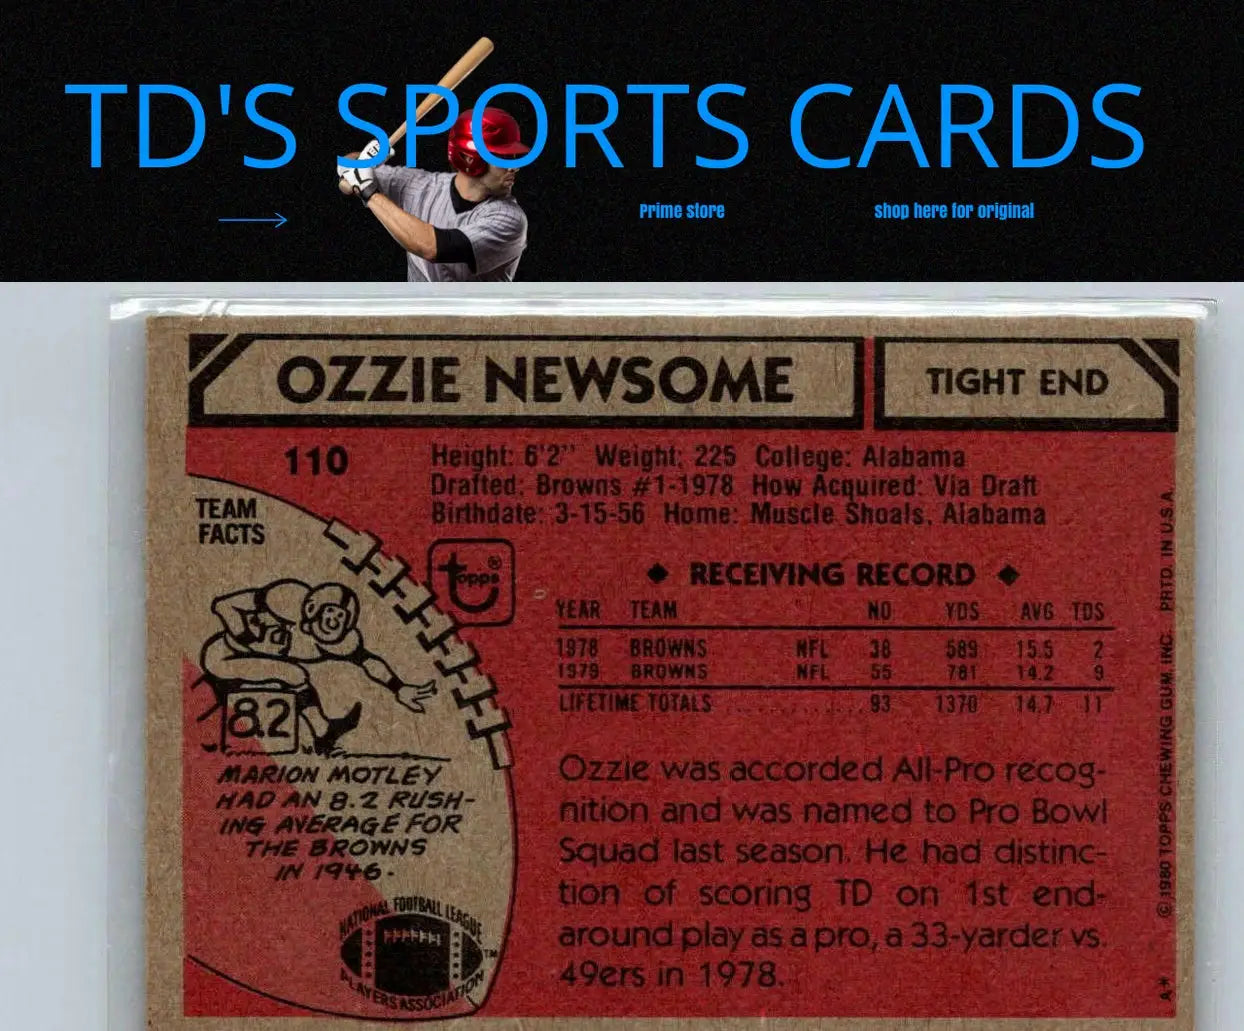 TD'S SPORTS CARDS
Prime store
shop here for original
OZZIE NEWSOME
TIGHT END
110
Height: 6'2" Weight: 225 College: Alabama
Drafted: Browns #1-1978 How Acquired: Via Draft
Birthdate: 3-15-56 Home: Muscle Shoals, Alabama
TEAM
FACTS
topps®
RECEIVING RECORD
YEAR TEAM NO YDS AVG TDS
1978 BROWNS NFL 38 589 15.5 2
1979 BROWNS NFL 55 781 14.2 9
LIFETIME TOTALS ............ 93 1370 14.7 11
8.2
MARION MOTLEY
HAD AN 8.2 RUSH-
ING AVERAGE FOR
THE BROWNS
IN 1946.
NATIONAL FOOTBALL LEAGUE
PLAYERS ASSOCIATION
TM
Ozzie was accorded All-Pro recog-
nition and was named to Pro Bowl
Squad last season. He had distinc-
tion of scoring TD on 1st end-
around play as a pro, a 33-yarder vs.
49ers in 1978.
A* © 1980 TOPPS CHEWING GUM, INC. PRTD. IN U.S.A.